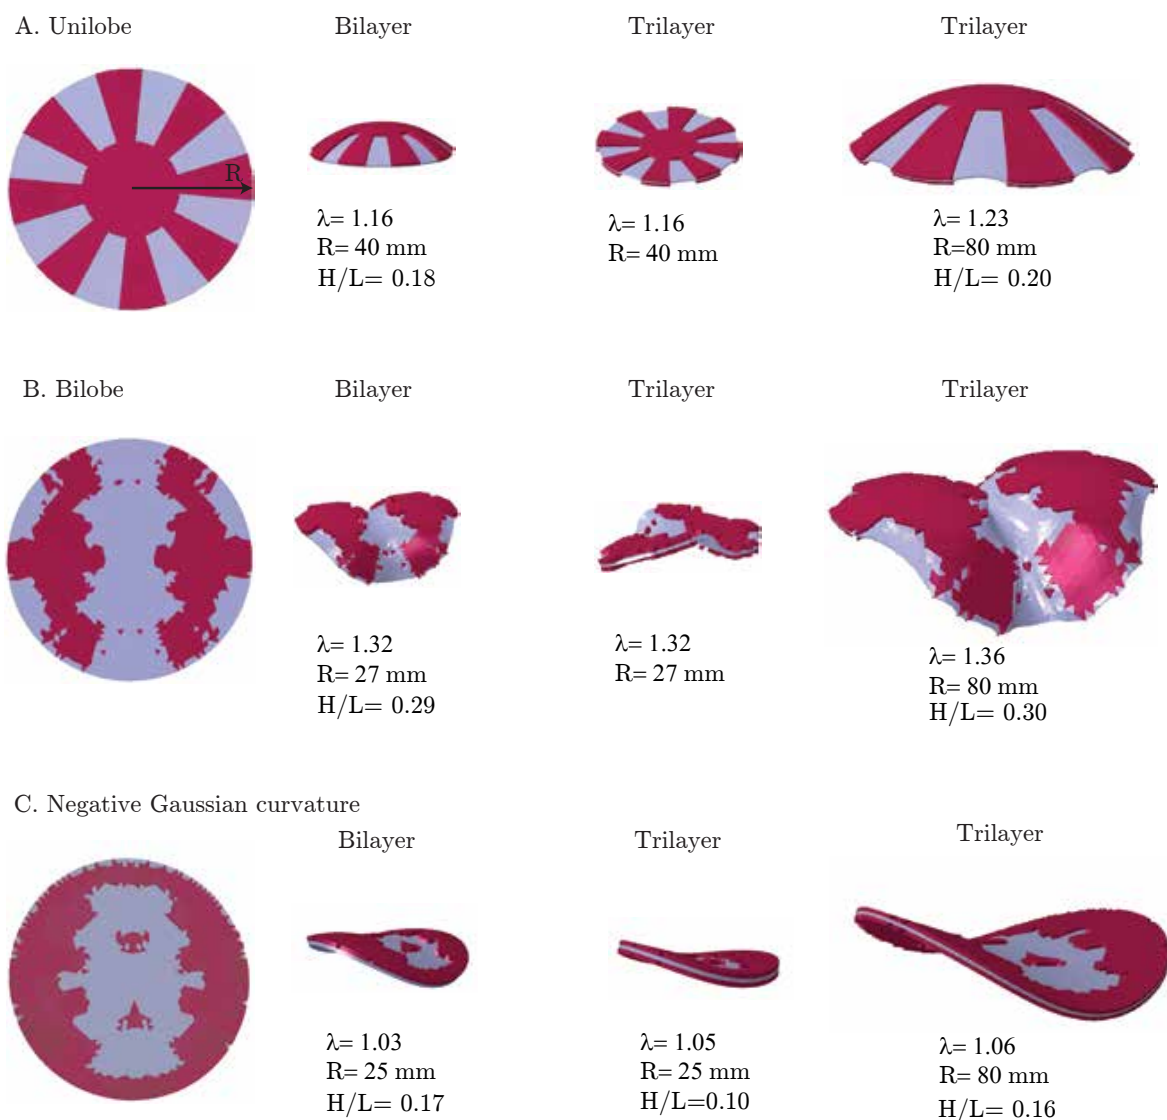 A. Unilobe
Bilayer
Trilayer
Trilayer
R
λ= 1.16
R= 40 mm
H/L= 0.18
λ= 1.16
R= 40 mm
λ= 1.23
R=80 mm
H/L= 0.20
B. Bilobe
Bilayer
Trilayer
Trilayer
λ= 1.32
R= 27 mm
H/L= 0.29
λ= 1.32
R= 27 mm
λ= 1.36
R= 80 mm
H/L= 0.30
C. Negative Gaussian curvature
Bilayer
Trilayer
Trilayer
λ= 1.03
R= 25 mm
H/L= 0.17
λ= 1.05
R= 25 mm
H/L=0.10
λ= 1.06
R= 80 mm
H/L= 0.16